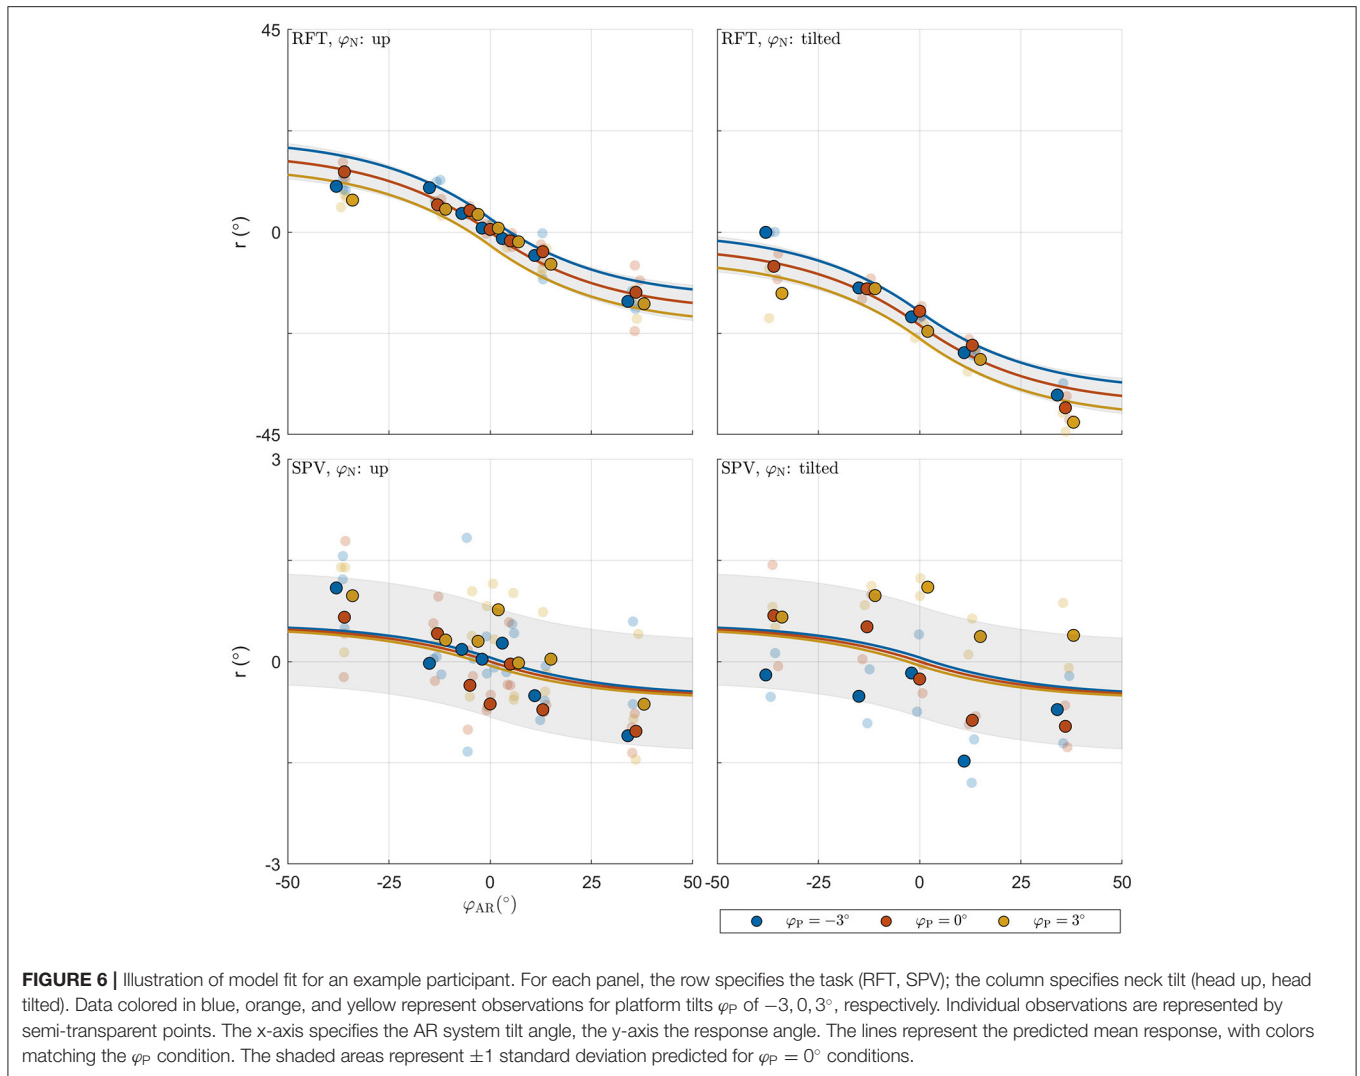 45
RFT, φN: up
RFT, φN: tilted
r (°)
0
-45
3
SPV, φN: up
SPV, φN: tilted
r (°)
0
-3
-50 -25 0 25 50 -50 -25 0 25 50
φAR(°)
φP = −3° φP = 0° φP = 3°
FIGURE 6 | Illustration of model fit for an example participant. For each panel, the row specifies the task (RFT, SPV); the column specifies neck tilt (head up, head
tilted). Data colored in blue, orange, and yellow represent observations for platform tilts φP of −3, 0, 3°, respectively. Individual observations are represented by
semi-transparent points. The x-axis specifies the AR system tilt angle, the y-axis the response angle. The lines represent the predicted mean response, with colors
matching the φP condition. The shaded areas represent ±1 standard deviation predicted for φP = 0° conditions.